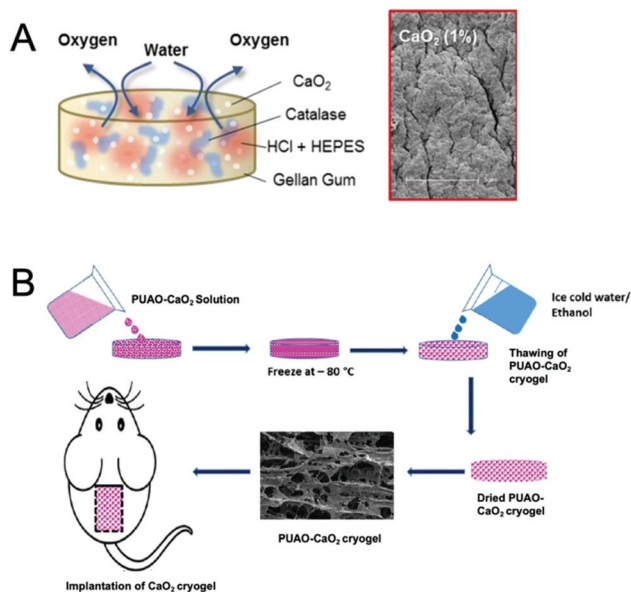 A
Oxygen
Water
Oxygen
CaO₂
Catalase
HCl + HEPES
Gellan Gum
CaO₂ (1%)
B
PUAO-CaO₂ Solution
Freeze at – 80 °C
Ice cold water/
Ethanol
Thawing of
PUAO-CaO₂
cryogel
Dried PUAO-
CaO₂ cryogel
PUAO-CaO₂ cryogel
Implantation of CaO₂ cryogel